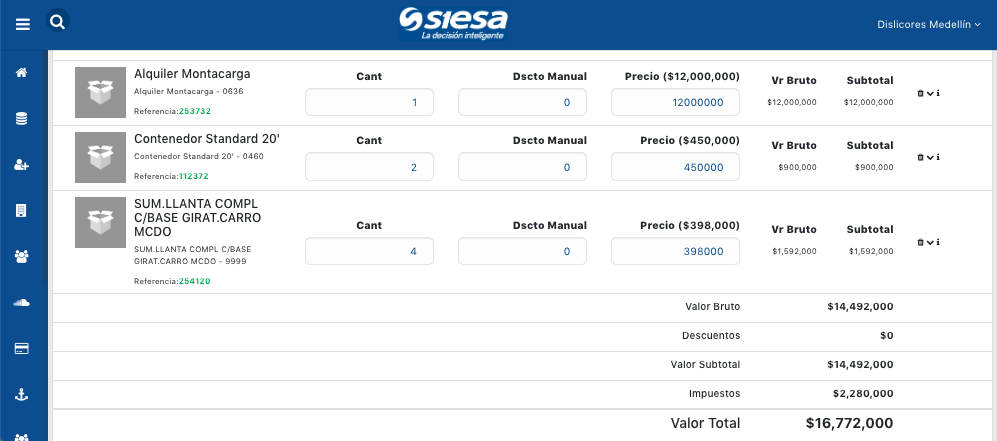 siesa
La decisión inteligente
Dislicores Medellín
Alquiler Montacarga
Alquiler Montacarga - 0636
Referencia:253732
Cant
1
Dscto Manual
0
Precio ($12,000,000)
12000000
Vr Bruto
$12,000,000
Subtotal
$12,000,000
Contenedor Standard 20'
Contenedor Standard 20' - 0460
Referencia:112372
Cant
2
Dscto Manual
0
Precio ($450,000)
450000
Vr Bruto
$900,000
Subtotal
$900,000
SUM.LLANTA COMPL
C/BASE GIRAT.CARRO
MCDO
SUM.LLANTA COMPL C/BASE
GIRAT.CARRO MCDO - 9999
Referencia:254120
Cant
4
Dscto Manual
0
Precio ($398,000)
398000
Vr Bruto
$1,592,000
Subtotal
$1,592,000
Valor Bruto $14,492,000
Descuentos $0
Valor Subtotal $14,492,000
Impuestos $2,280,000
Valor Total $16,772,000